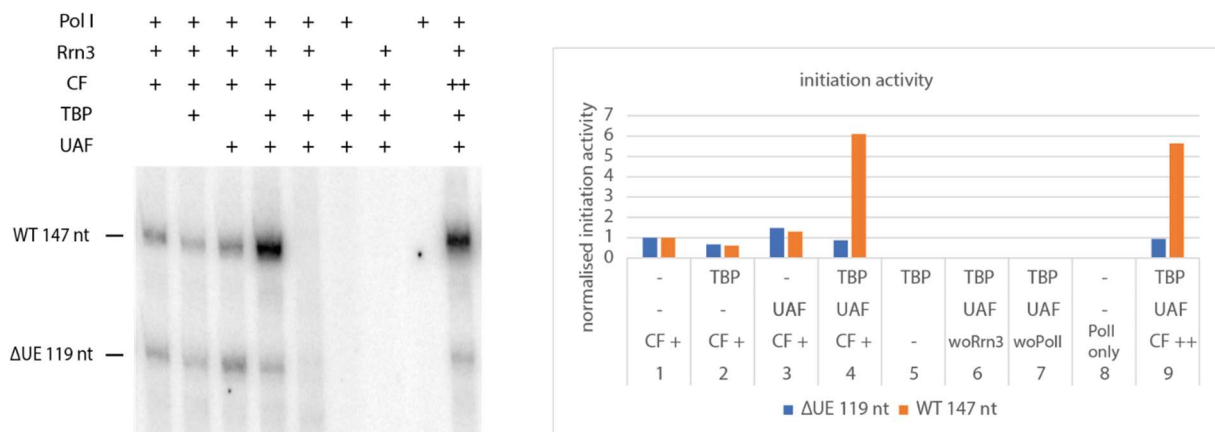 Pol I + + + + + + + +
Rrn3 + + + + + + +
CF + + + + + + ++
TBP + + + + + +
UAF + + + + + +
WT 147 nt
ΔUE 119 nt
initiation activity
normalised initiation activity
7
6
5
4
3
2
1
0
- TBP - TBP TBP TBP TBP - TBP
- - UAF UAF UAF UAF - UAF
CF + CF + CF + CF + - woRrn3 woPolI PolI only CF ++
1 2 3 4 5 6 7 8 9
ΔUE 119 nt WT 147 nt